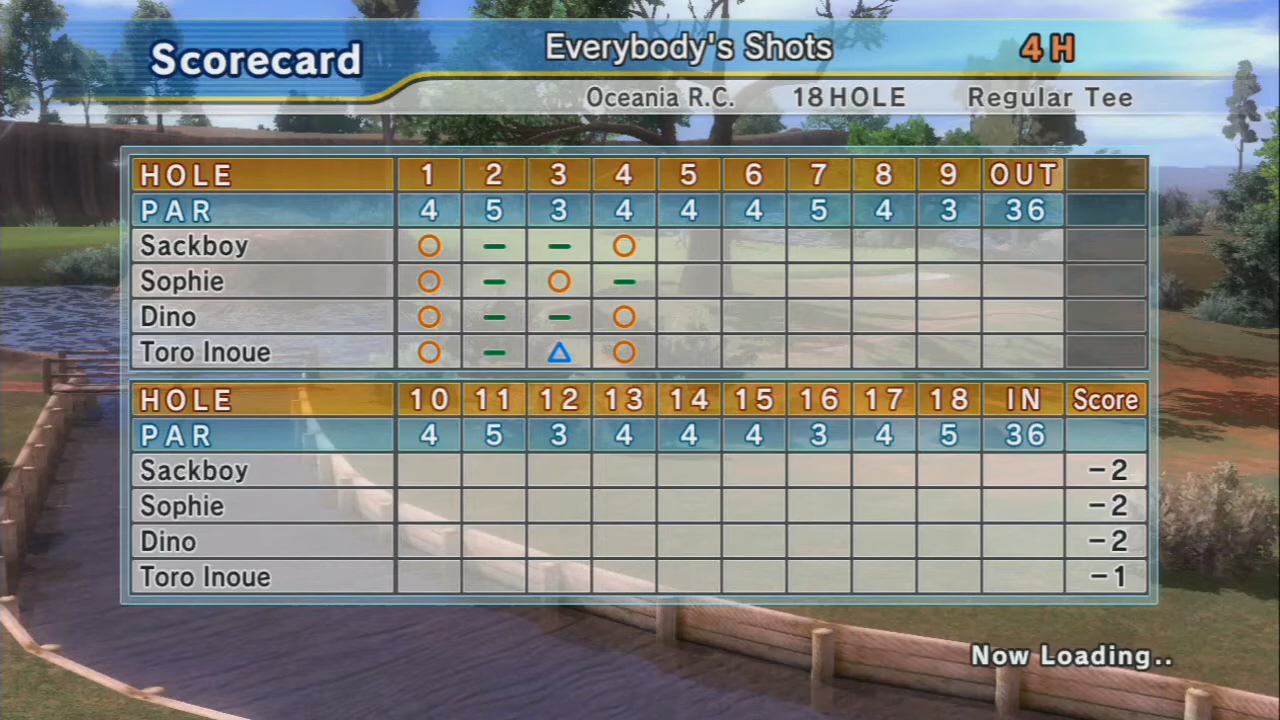 Scorecard
Everybody's Shots 4 H
Oceania R.C. 18HOLE Regular Tee
HOLE 1 2 3 4 5 6 7 8 9 OUT
PAR 4 5 3 4 4 4 5 4 3 36
Sackboy ○ – – ○
Sophie ○ – ○ –
Dino ○ – – ○
Toro Inoue ○ – △ ○
HOLE 10 11 12 13 14 15 16 17 18 IN Score
PAR 4 5 3 4 4 4 3 4 5 36
Sackboy -2
Sophie -2
Dino -2
Toro Inoue -1
Now Loading..